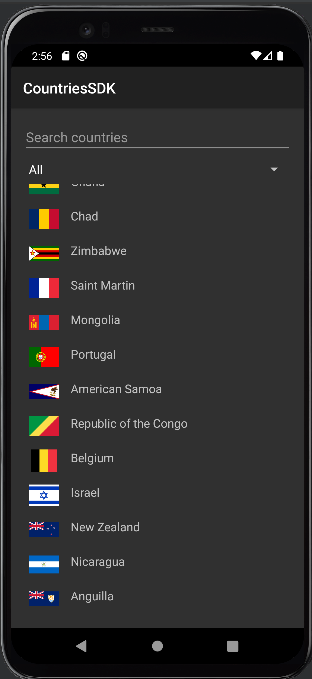 2:56
CountriesSDK
Search countries
All
Ghana
Chad
Zimbabwe
Saint Martin
Mongolia
Portugal
American Samoa
Republic of the Congo
Belgium
Israel
New Zealand
Nicaragua
Anguilla